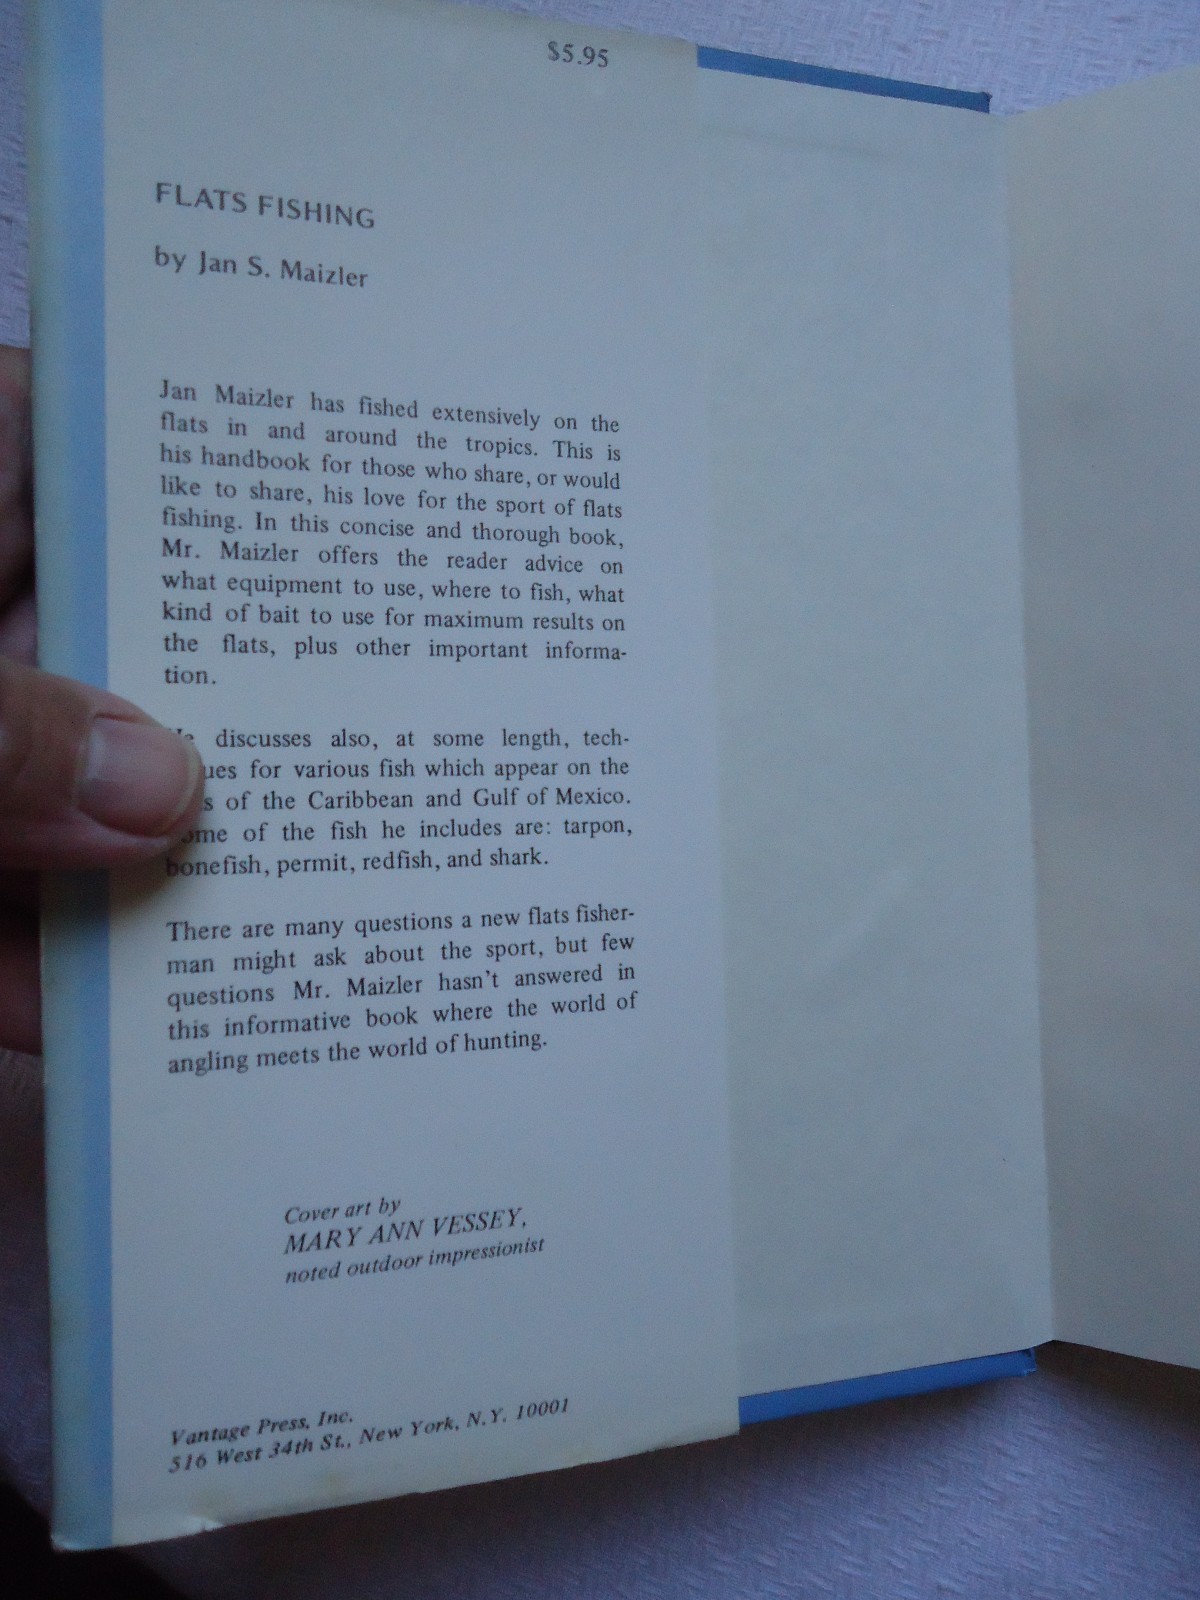 $5.95
FLATS FISHING
by Jan S. Maizler
Jan Maizler has fished extensively on the
flats in and around the tropics. This is
his handbook for those who share, or would
like to share, his love for the sport of flats
fishing. In this concise and thorough book,
Mr. Maizler offers the reader advice on
what equipment to use, where to fish, what
kind of bait to use for maximum results on
the flats, plus other important informa-
tion.
discusses also, at some length, tech-
ues for various fish which appear on the
s of the Caribbean and Gulf of Mexico.
ome of the fish he includes are: tarpon,
bonefish, permit, redfish, and shark.
There are many questions a new flats fisher-
man might ask about the sport, but few
questions Mr. Maizler hasn't answered in
this informative book where the world of
angling meets the world of hunting.
Cover art by
MARY ANN VESSEY,
noted outdoor impressionist
Vantage Press, Inc.
516 West 34th St., New York, N.Y. 10001